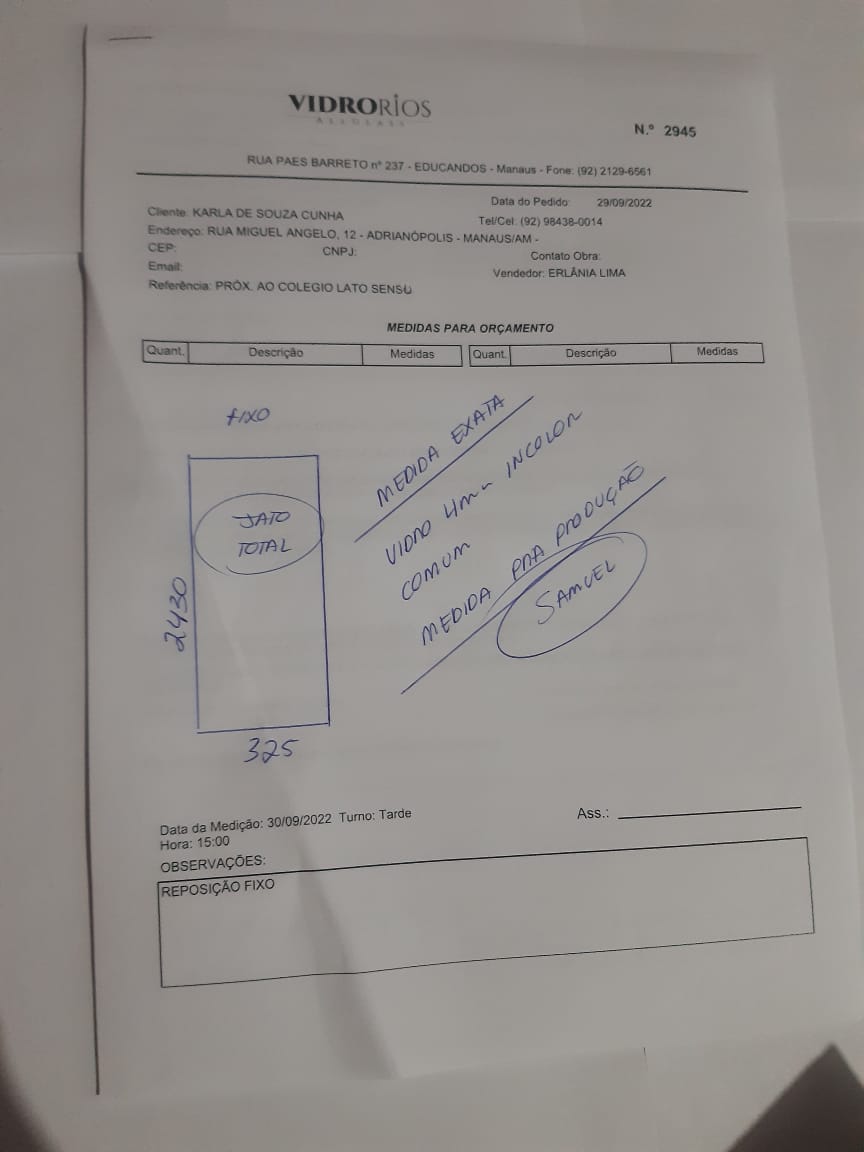 VIDRORIOS
N.º 2945
RUA PAES BARRETO nº 237 - EDUCANDOS - Manaus - Fone: (92) 2129-6561
Data do Pedido: 29/09/2022
Cliente: KARLA DE SOUZA CUNHA
Tel/Cel: (92) 98438-0014
Endereço: RUA MIGUEL ANGELO, 12 - ADRIANÓPOLIS - MANAUS/AM -
CEP: CNPJ: Contato Obra:
Email: Vendedor: ERLÂNIA LIMA
Referência: PRÓX. AO COLEGIO LATO SENSU
MEDIDAS PARA ORÇAMENTO
Quant. Descrição Medidas Quant. Descrição Medidas
FIXO
JATO
TOTAL
2430
325
MEDIDA EXATA
VIDRO 4mm INCOLOR
COMUM
MEDIDA PRA PRODUÇÃO
SAMUEL
Data da Medição: 30/09/2022 Turno: Tarde
Hora: 15:00
Ass.:
OBSERVAÇÕES:
REPOSIÇÃO FIXO